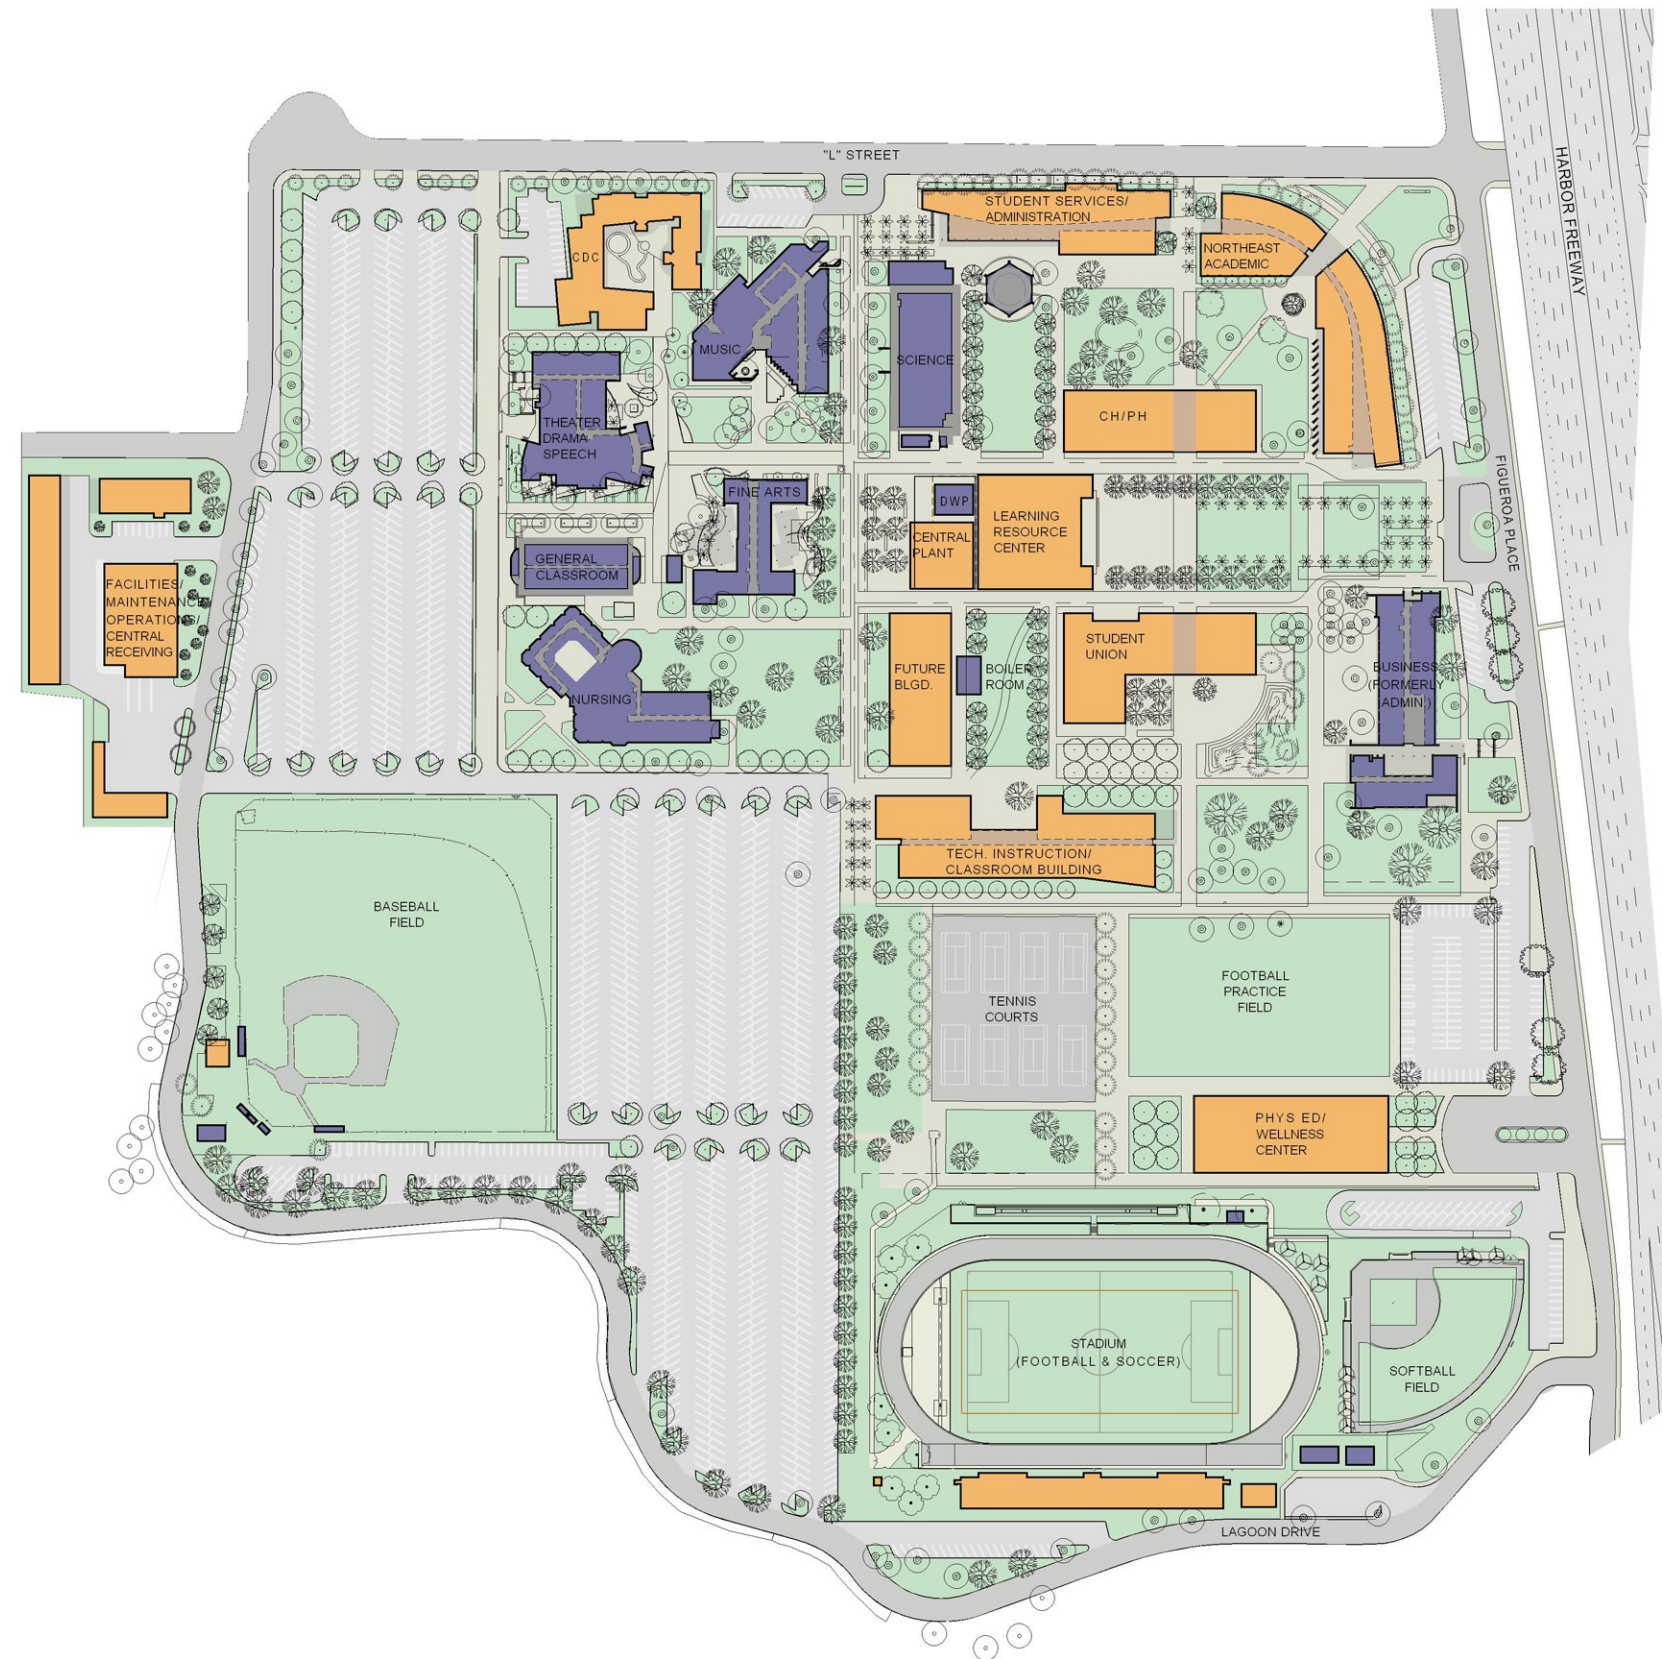 "L" STREET
HARBOR FREEWAY
STUDENT SERVICES/
ADMINISTRATION
NORTHEAST
ACADEMIC
CDC
MUSIC
SCIENCE
CH/PH
THEATER
DRAMA
SPEECH
FINE ARTS
DWP
LEARNING
RESOURCE
CENTER
CENTRAL
PLANT
FIGUEROA PLACE
GENERAL
CLASSROOM
FACILITIES/
MAINTENANCE
OPERATIONS/
CENTRAL
RECEIVING
NURSING
FUTURE
BLGD.
BOILER
ROOM
STUDENT
UNION
BUSINESS
(FORMERLY
ADMIN.)
TECH. INSTRUCTION/
CLASSROOM BUILDING
BASEBALL
FIELD
TENNIS
COURTS
FOOTBALL
PRACTICE
FIELD
PHYS ED/
WELLNESS
CENTER
STADIUM
(FOOTBALL & SOCCER)
SOFTBALL
FIELD
LAGOON DRIVE